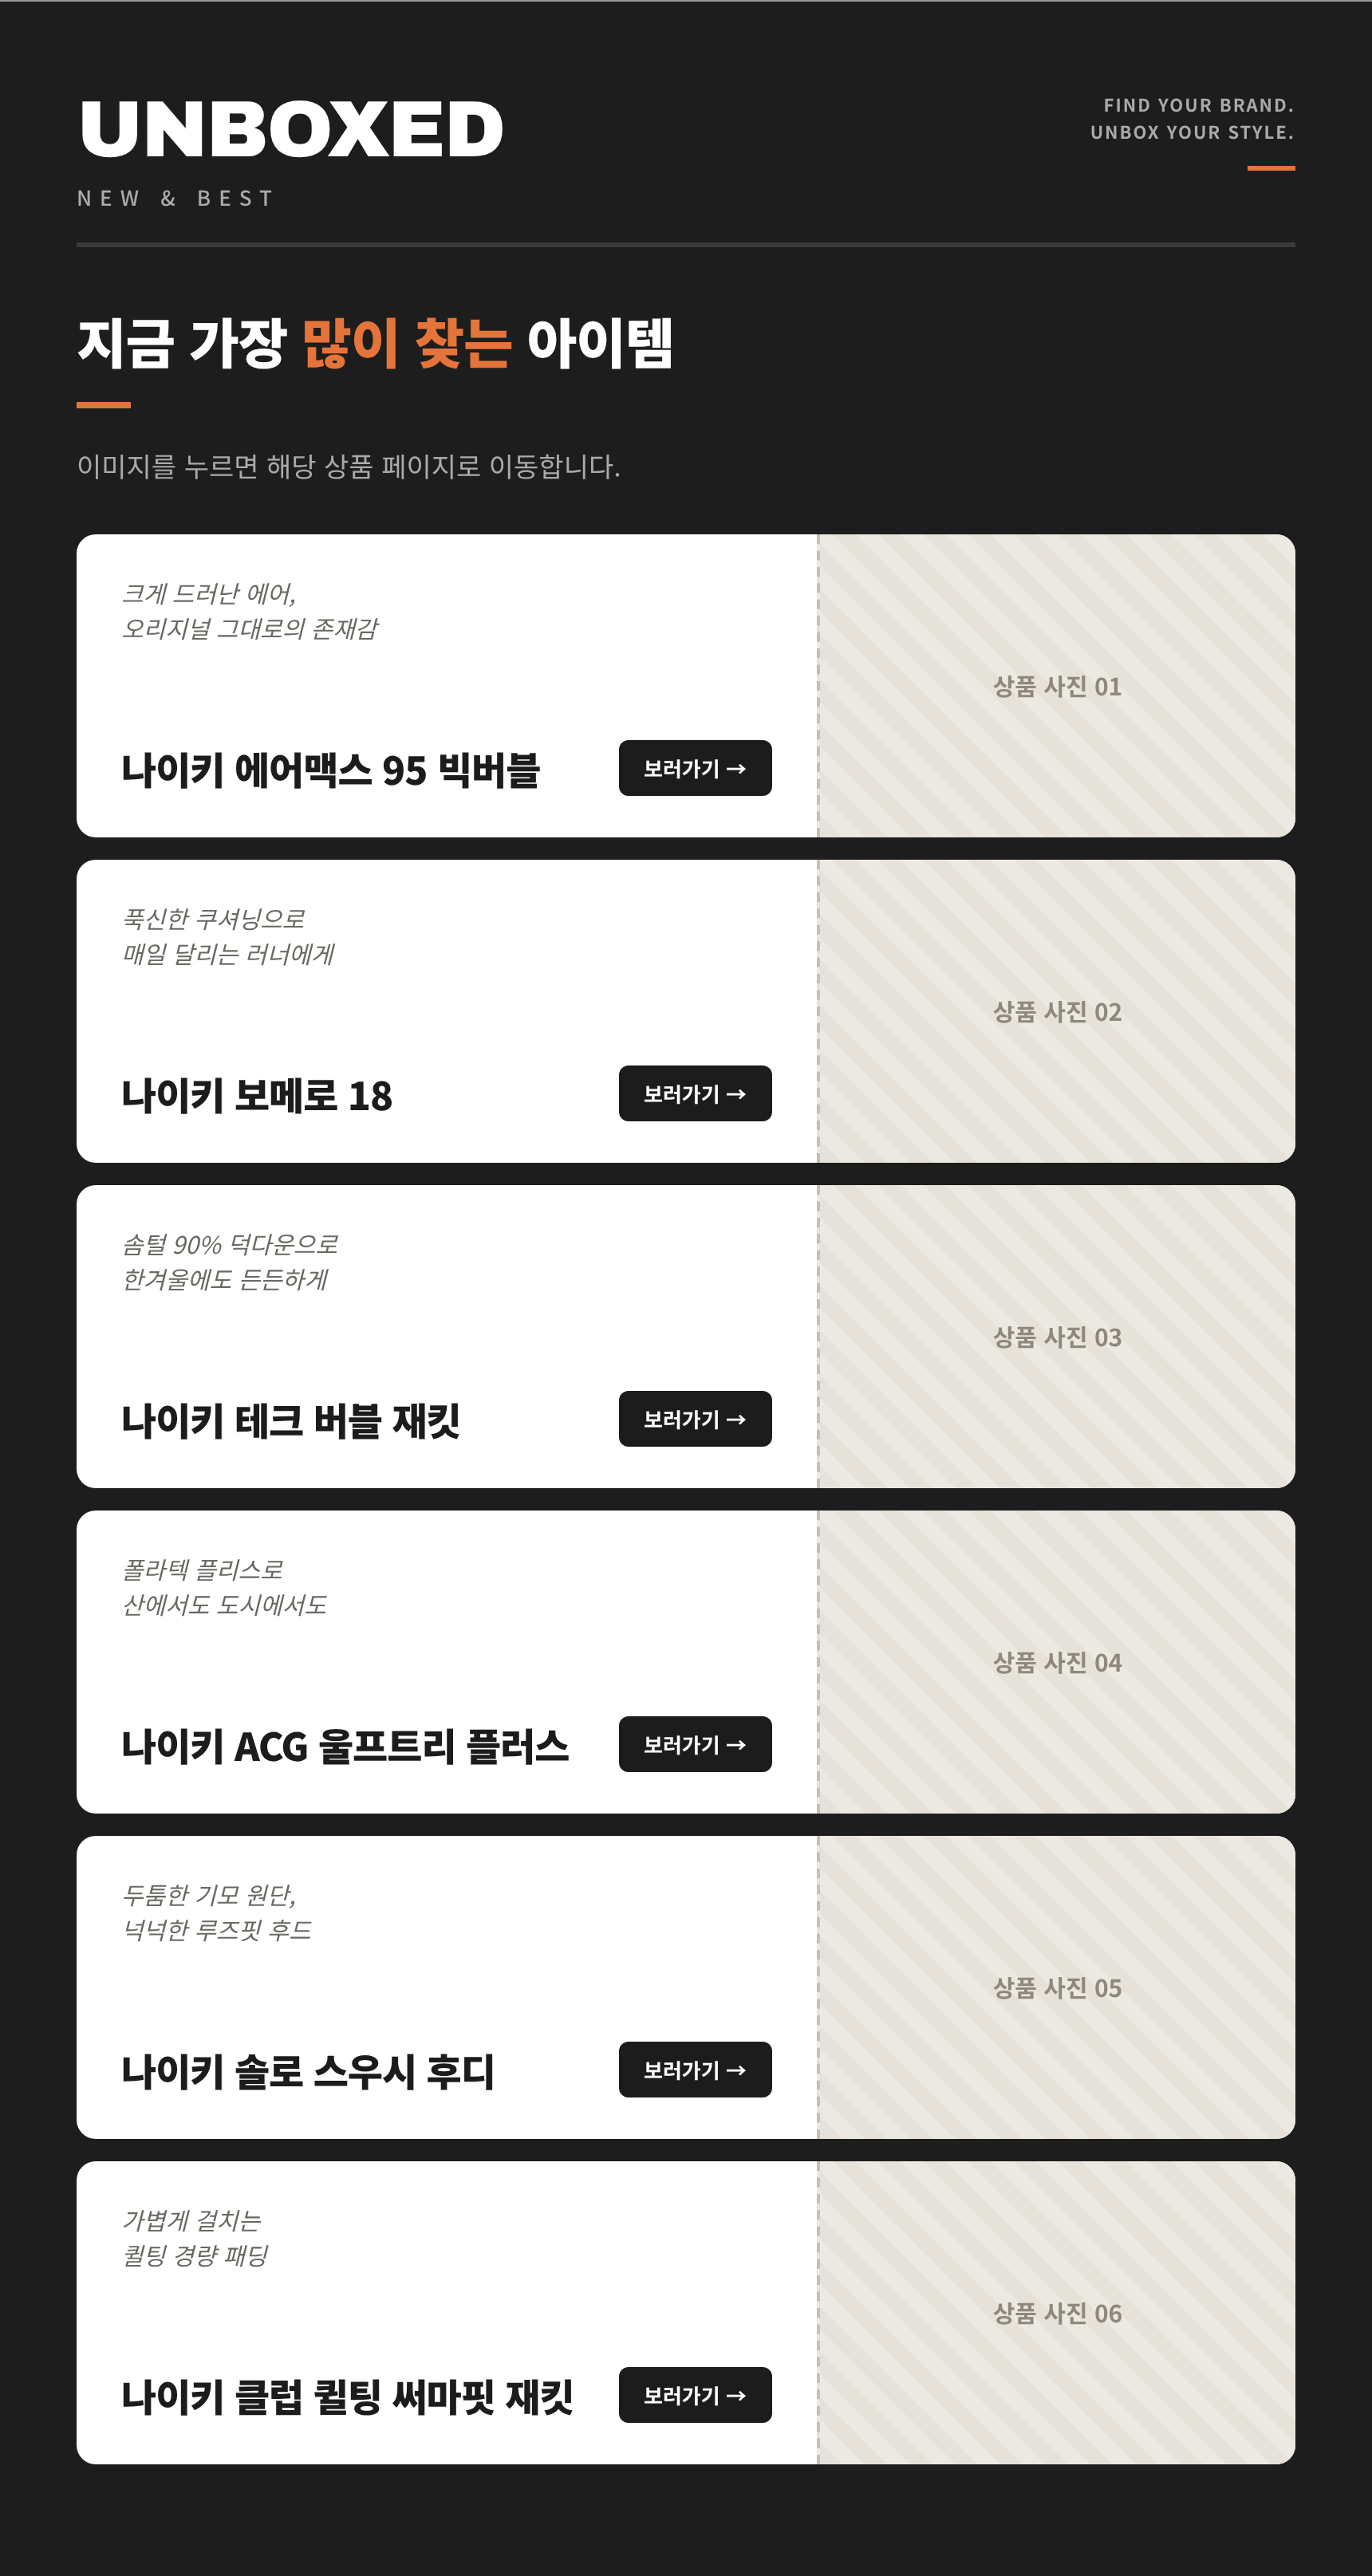 UNBOXED
NEW & BEST
FIND YOUR BRAND.
UNBOX YOUR STYLE.
지금 가장 많이 찾는 아이템
이미지를 누르면 해당 상품 페이지로 이동합니다.
크게 드러난 에어,
오리지널 그대로의 존재감
나이키 에어맥스 95 빅버블
보러가기 →
상품 사진 01
푹신한 쿠셔닝으로
매일 달리는 러너에게
나이키 보메로 18
보러가기 →
상품 사진 02
솜털 90% 덕다운으로
한겨울에도 든든하게
나이키 테크 버블 재킷
보러가기 →
상품 사진 03
폴라텍 플리스로
산에서도 도시에서도
나이키 ACG 울프트리 플러스
보러가기 →
상품 사진 04
두툼한 기모 원단,
넉넉한 루즈핏 후드
나이키 솔로 스우시 후디
보러가기 →
상품 사진 05
가볍게 걸치는
퀼팅 경량 패딩
나이키 클럽 퀼팅 써마핏 재킷
보러가기 →
상품 사진 06